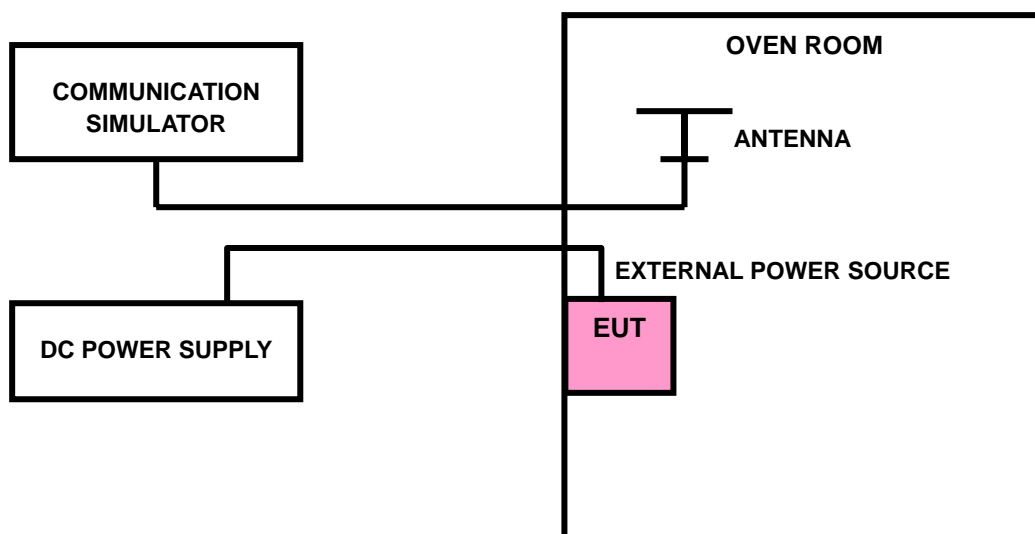 OVEN ROOM
COMMUNICATION
SIMULATOR
ANTENNA
EXTERNAL POWER SOURCE
DC POWER SUPPLY
EUT